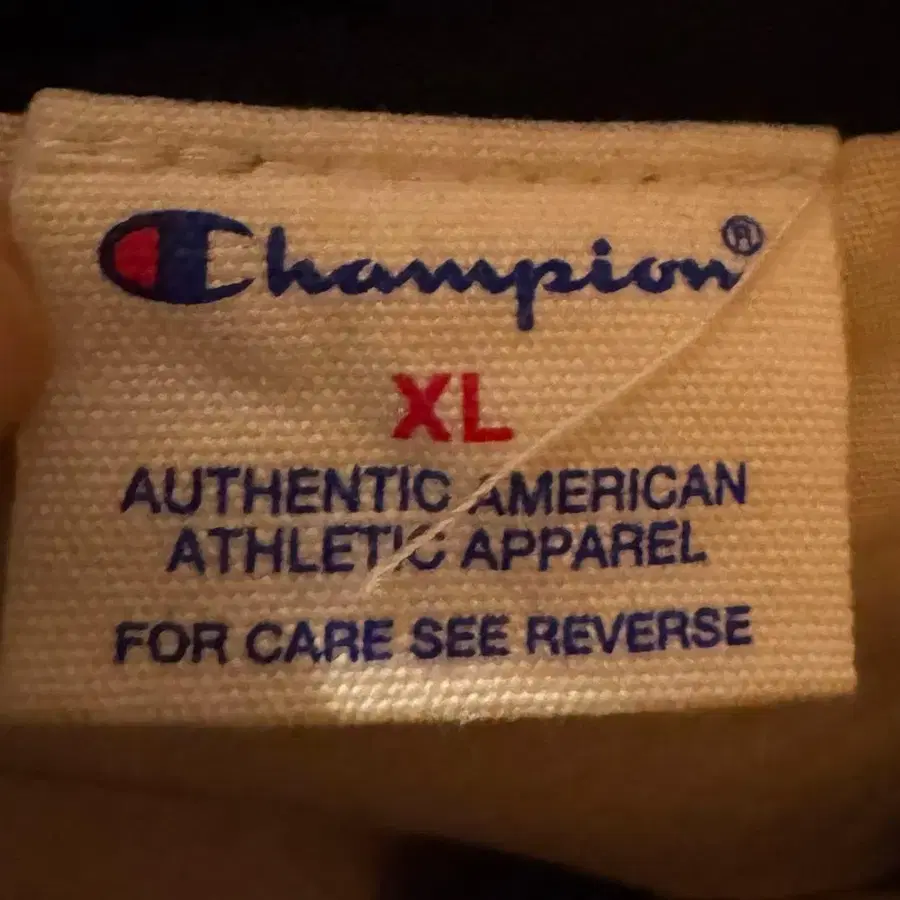 Champion®
XL
AUTHENTIC AMERICAN
ATHLETIC APPAREL
FOR CARE SEE REVERSE